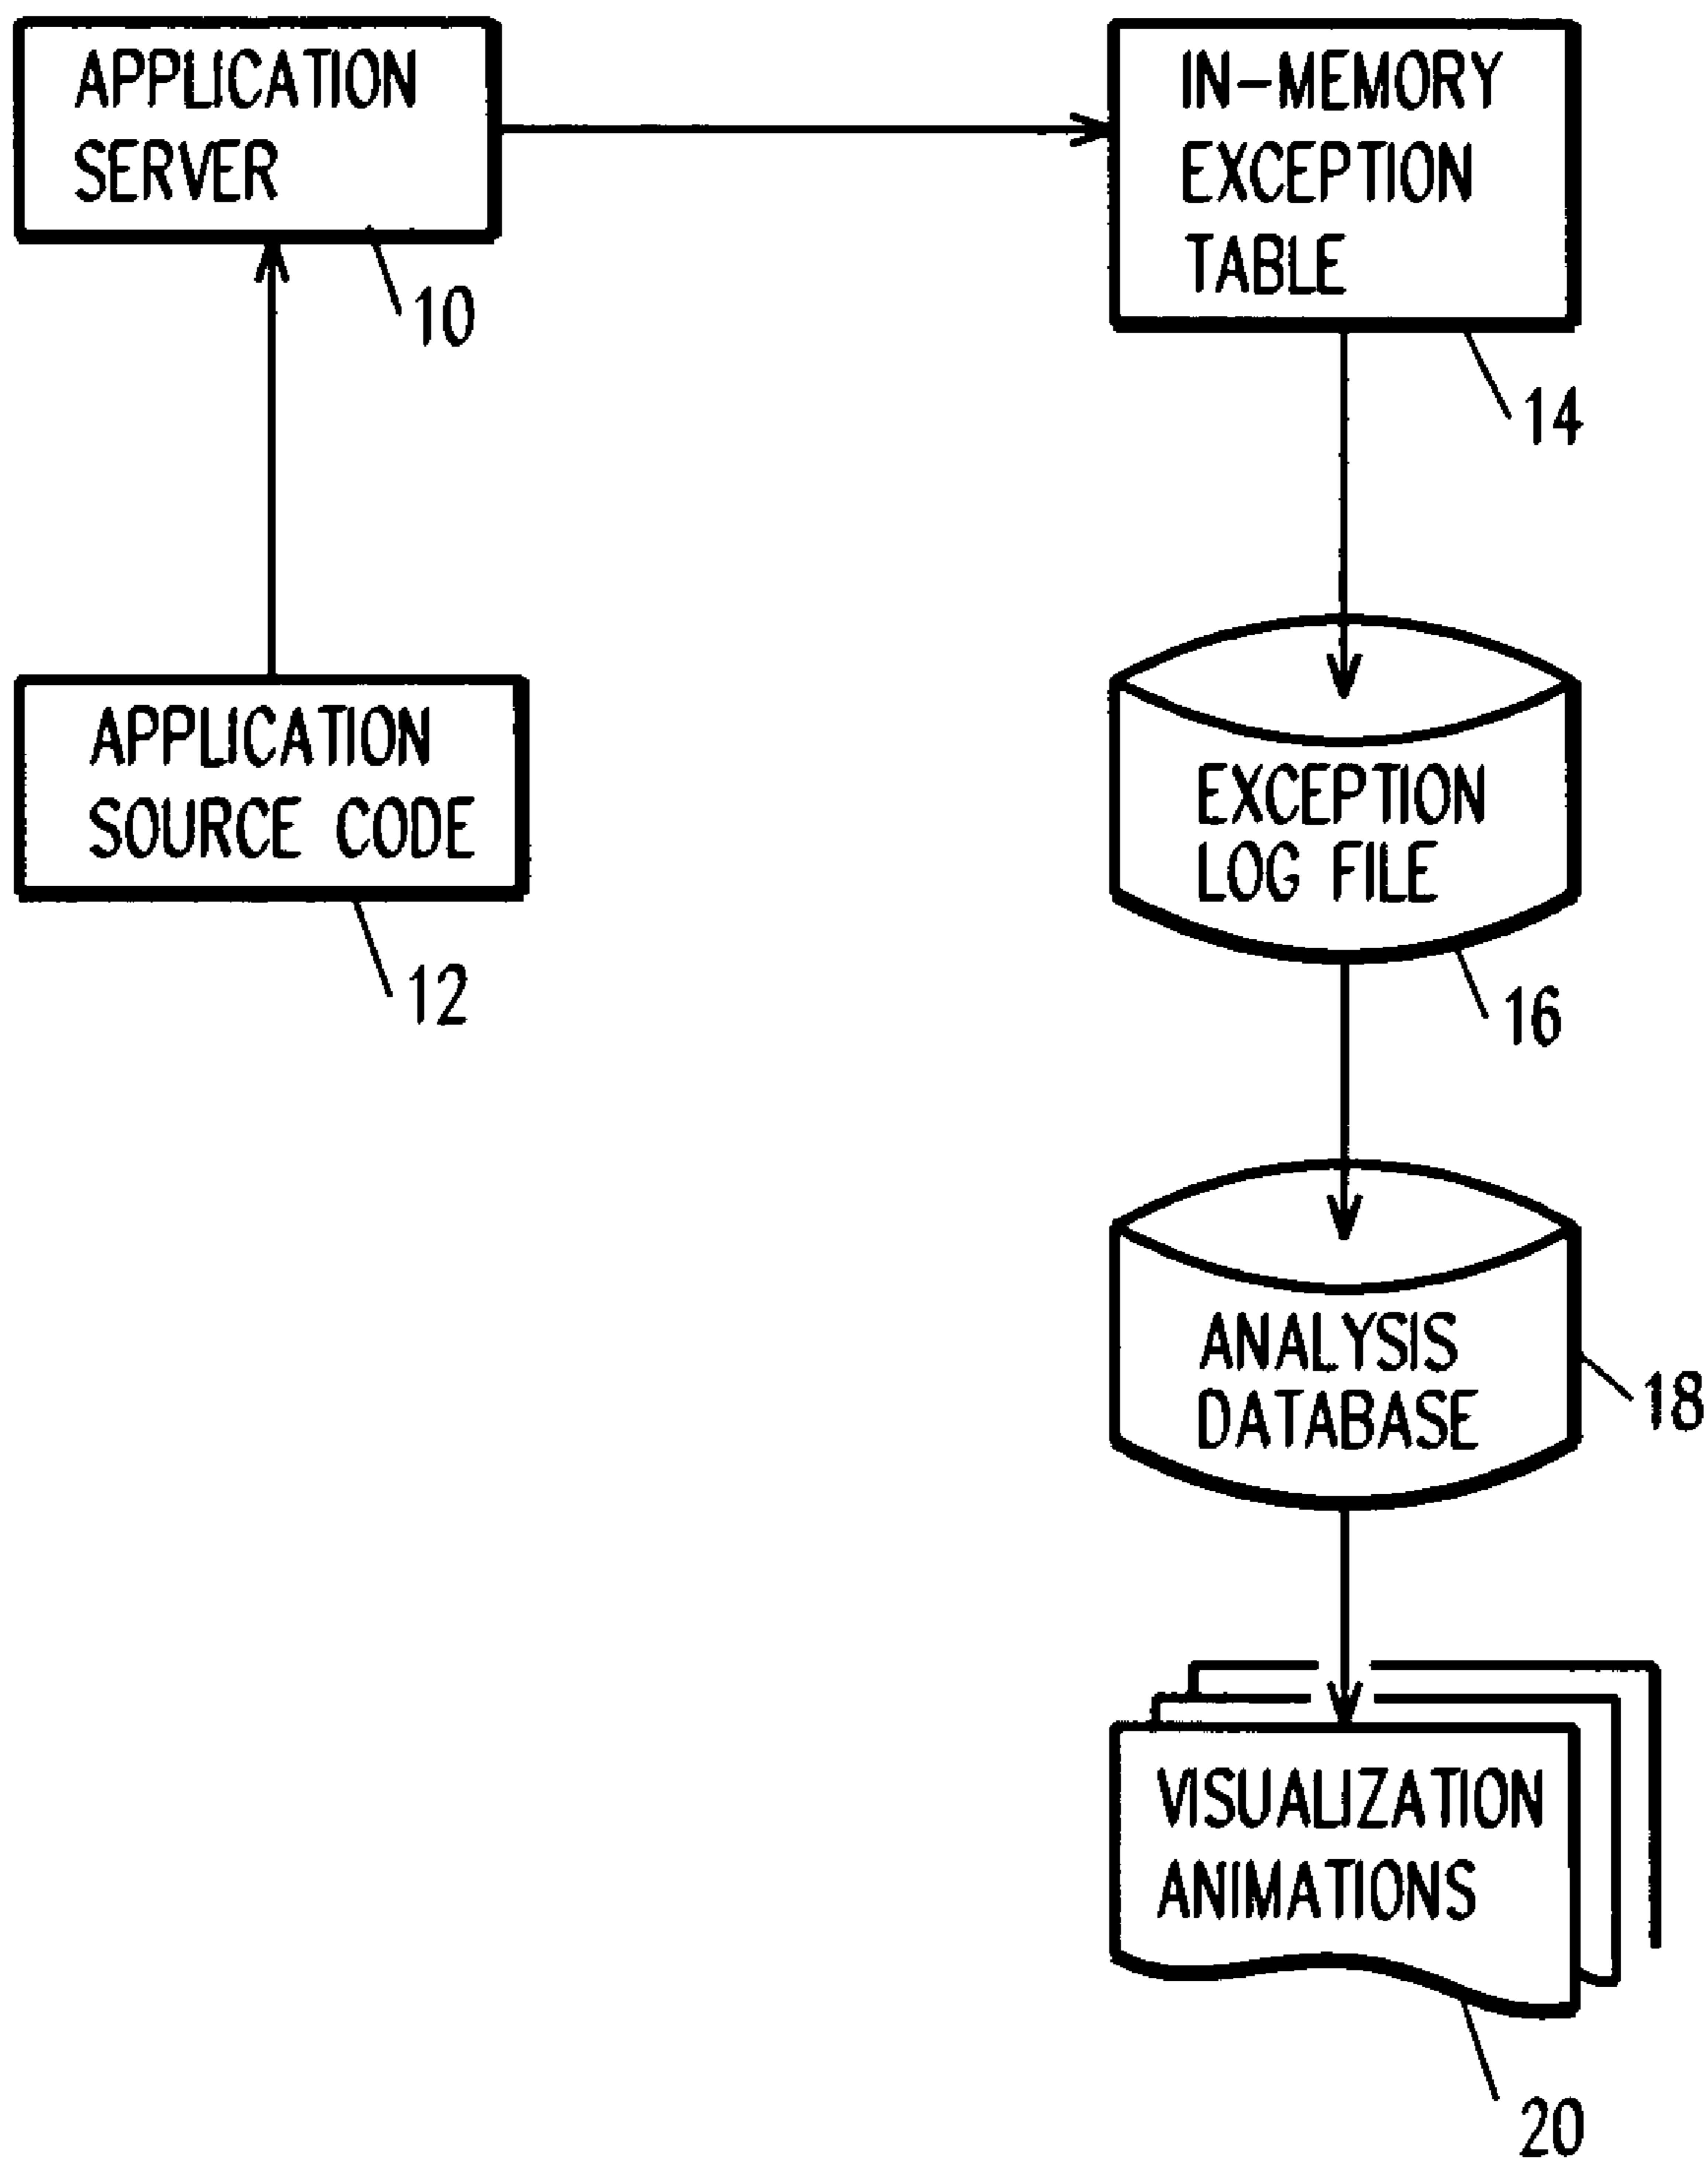 APPLICATION
SERVER
10
IN-MEMORY
EXCEPTION
TABLE
14
APPLICATION
SOURCE CODE
12
EXCEPTION
LOG FILE
16
ANALYSIS
DATABASE
18
VISUALIZATION
ANIMATIONS
20